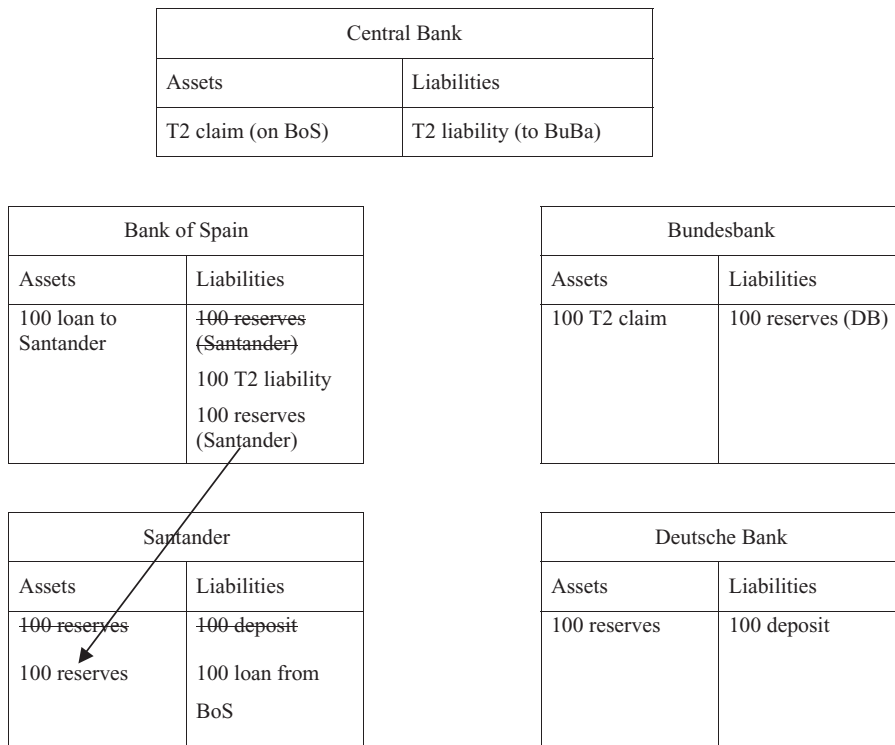 Central Bank
Assets
Liabilities
T2 claim (on BoS)
T2 liability (to BuBa)
Bank of Spain
Assets
Liabilities
100 loan to
Santander
100 reserves
(Santander)
100 T2 liability
100 reserves
(Santander)
Bundesbank
Assets
Liabilities
100 T2 claim
100 reserves (DB)
Santander
Assets
Liabilities
100 reserves
100 deposit
100 reserves
100 loan from
BoS
Deutsche Bank
Assets
Liabilities
100 reserves
100 deposit